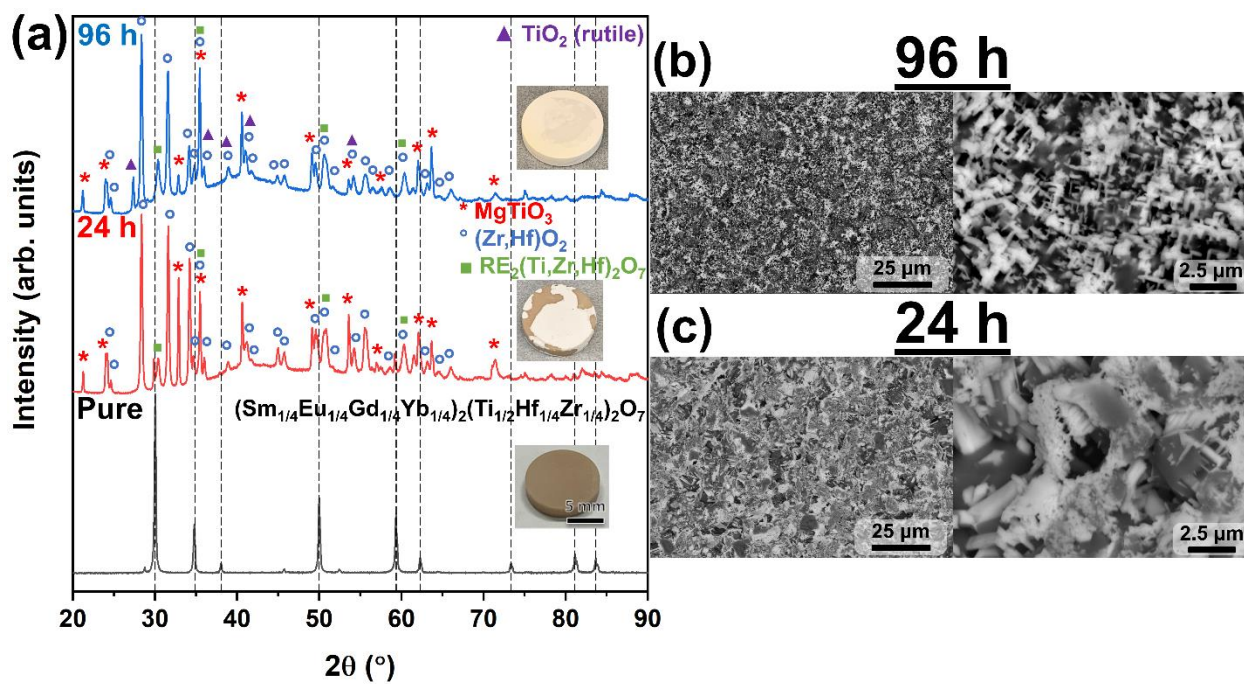 (a)
96 h
▲ TiO₂ (rutile)
24 h
* MgTiO₃
○ (Zr,Hf)O₂
■ RE₂(Ti,Zr,Hf)₂O₇
Pure
(Sm₁/₄Eu₁/₄Gd₁/₄Yb₁/₄)₂(Ti₁/₂Hf₁/₄Zr₁/₄)₂O₇
5 mm
Intensity (arb. units)
20 30 40 50 60 70 80 90
2θ (°)
(b)
96 h
25 μm
2.5 μm
(c)
24 h
25 μm
2.5 μm